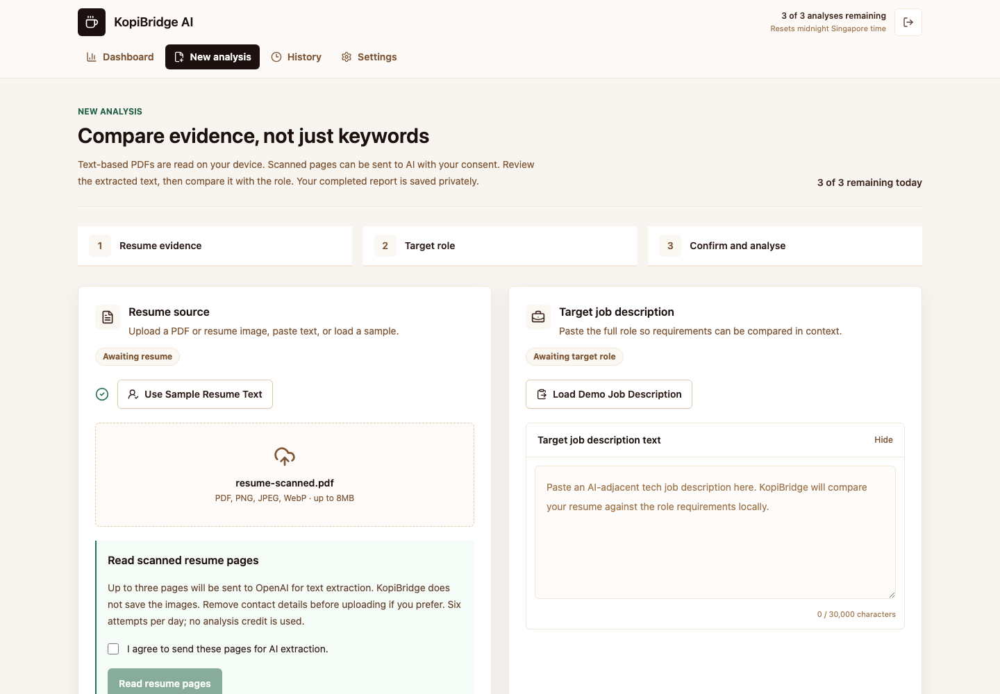 KopiBridge AI
3 of 3 analyses remaining
Resets midnight Singapore time
Dashboard
New analysis
History
Settings
NEW ANALYSIS
Compare evidence, not just keywords
Text-based PDFs are read on your device. Scanned pages can be sent to AI with your consent. Review
the extracted text, then compare it with the role. Your completed report is saved privately.
3 of 3 remaining today
1 Resume evidence
2 Target role
3 Confirm and analyse
Resume source
Upload a PDF or resume image, paste text, or load a sample.
Awaiting resume
Use Sample Resume Text
resume-scanned.pdf
PDF, PNG, JPEG, WebP · up to 8MB
Read scanned resume pages
Up to three pages will be sent to OpenAI for text extraction. KopiBridge does
not save the images. Remove contact details before uploading if you prefer. Six
attempts per day; no analysis credit is used.
I agree to send these pages for AI extraction.
Read resume pages
Target job description
Paste the full role so requirements can be compared in context.
Awaiting target role
Load Demo Job Description
Target job description text
Hide
Paste an AI-adjacent tech job description here. KopiBridge will compare
your resume against the role requirements locally.
0 / 30,000 characters